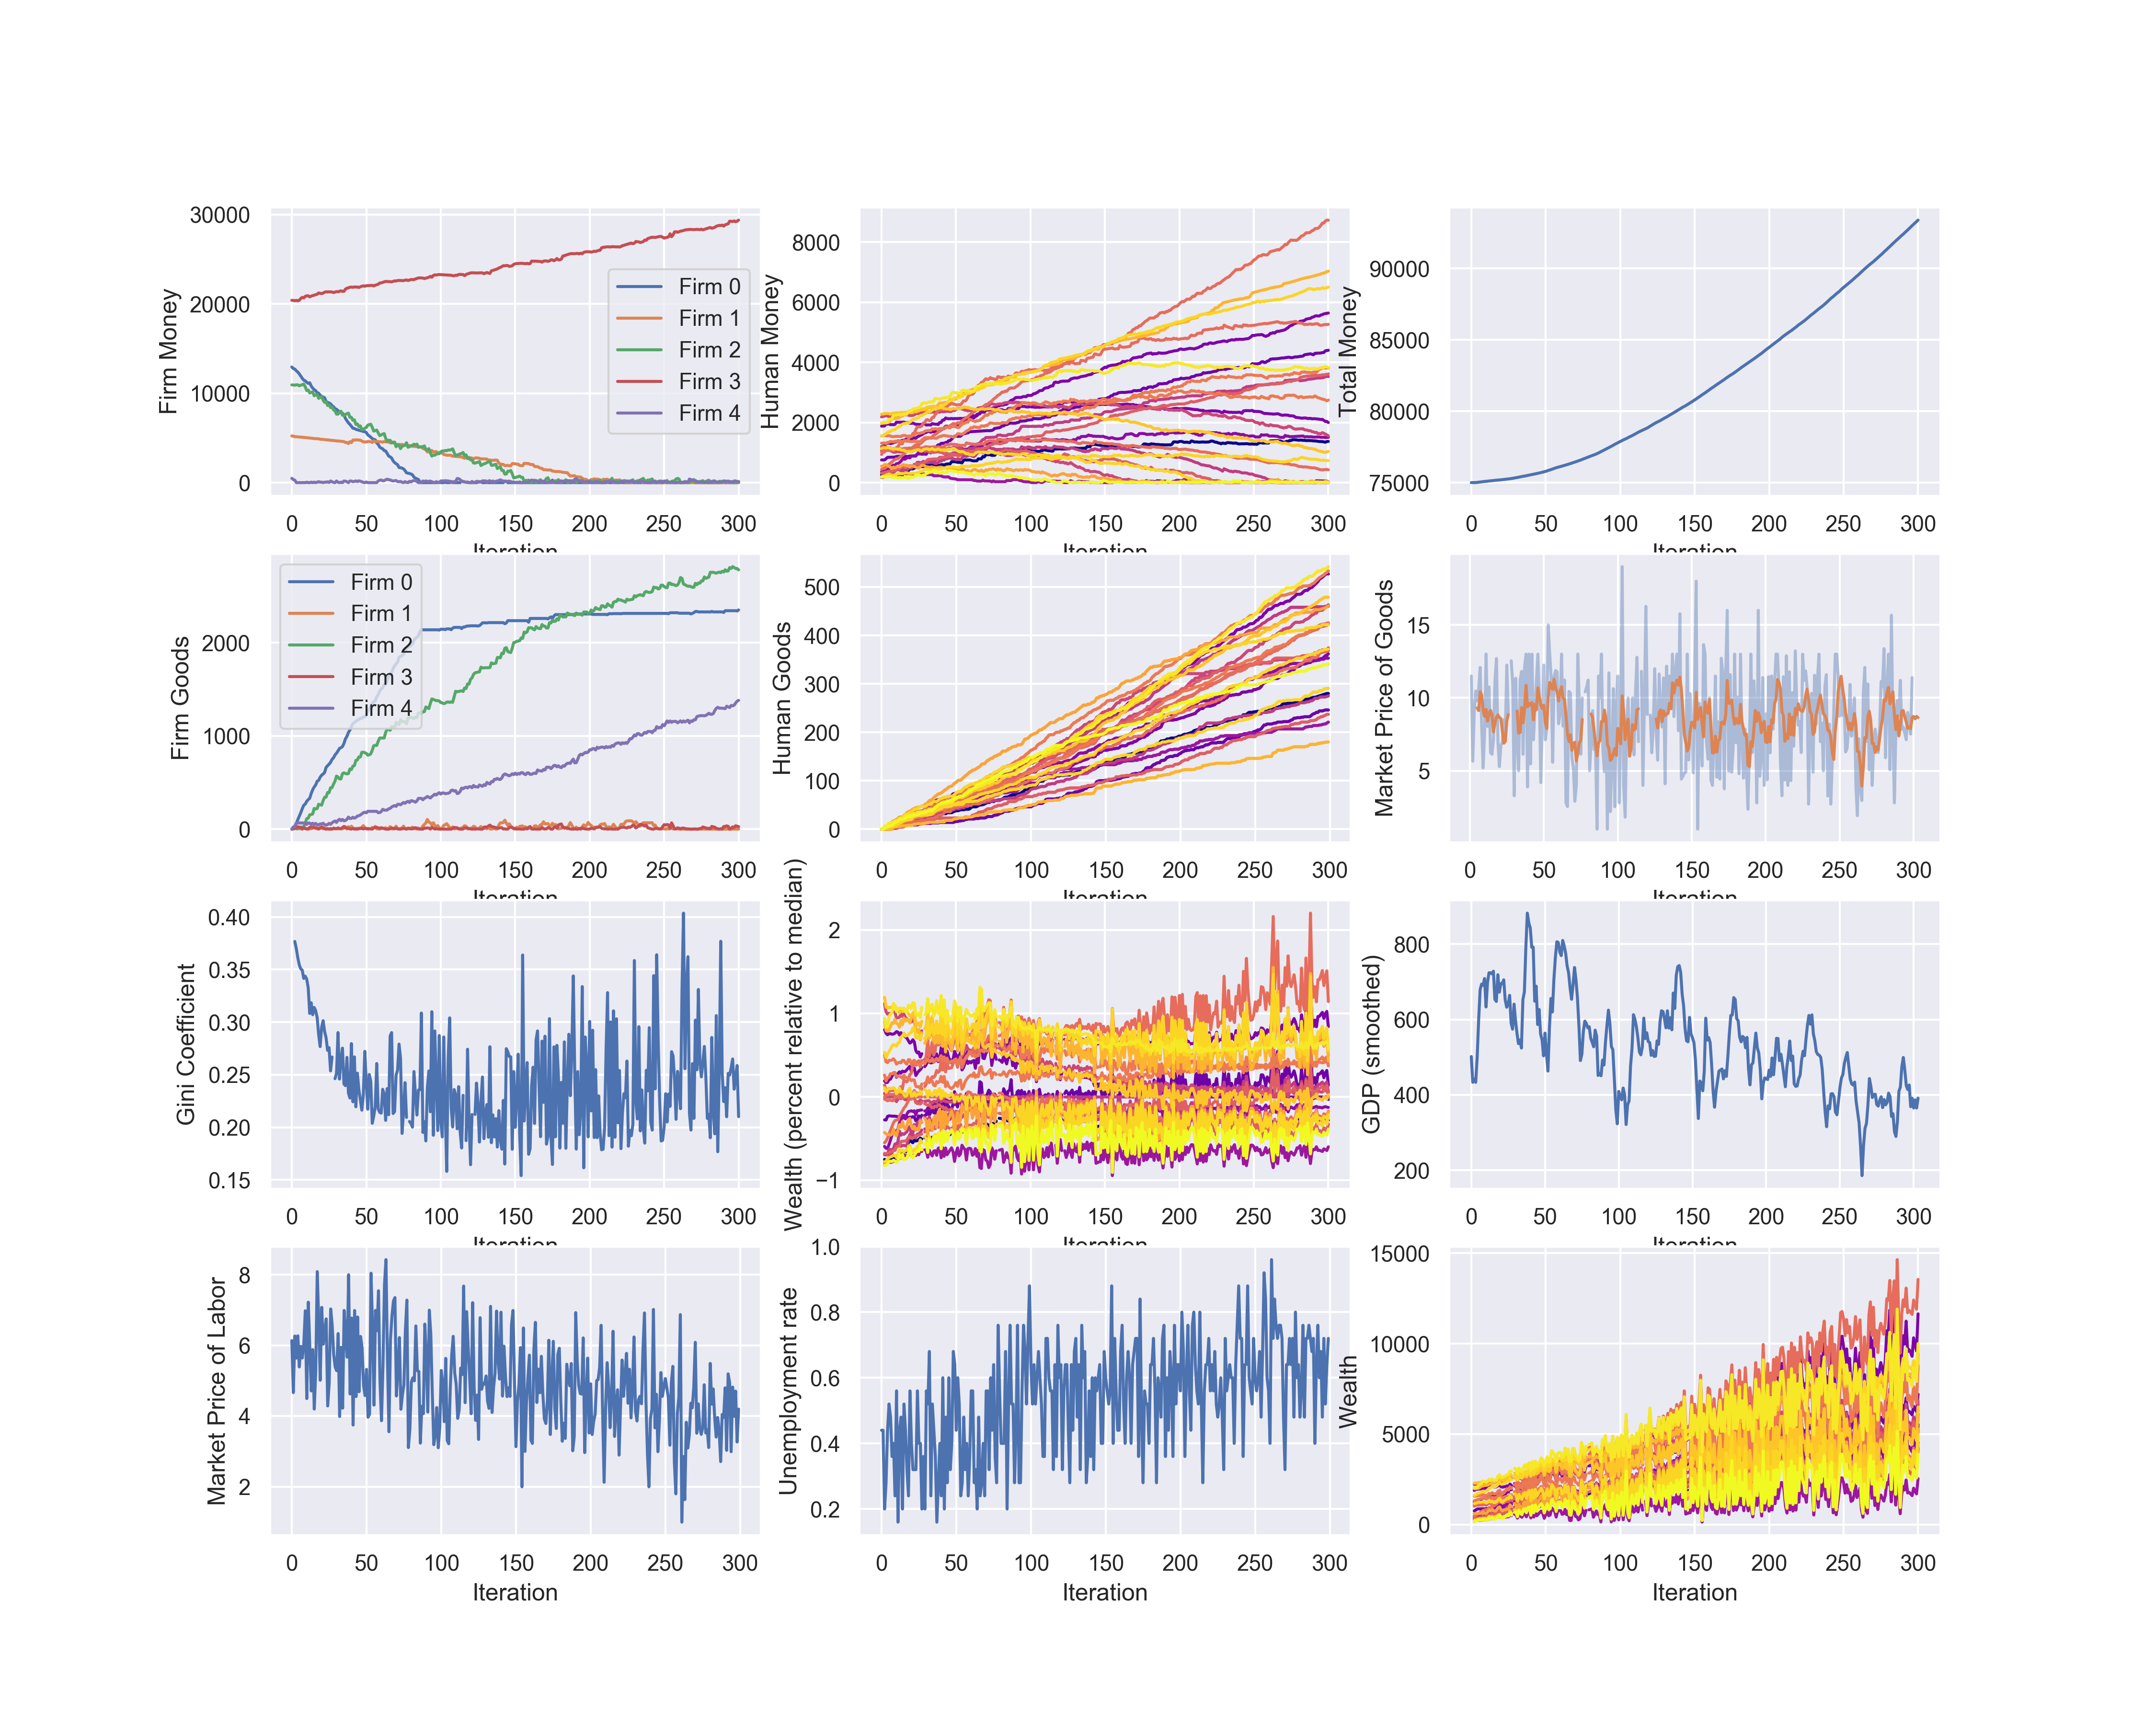 30000
20000
10000
0
Firm Money
Firm 0
Firm 1
Firm 2
Firm 3
Firm 4
0 50 100 150 200 250 300
Iteration
8000
6000
4000
2000
0
Human Money
0 50 100 150 200 250 300
Iteration
90000
85000
80000
75000
Total Money
0 50 100 150 200 250 300
Iteration
2000
1000
0
Firm Goods
Firm 0
Firm 1
Firm 2
Firm 3
Firm 4
0 50 100 150 200 250 300
Iteration
500
400
300
200
100
0
Human Goods
0 50 100 150 200 250 300
Iteration
15
10
5
Market Price of Goods
0 50 100 150 200 250 300
Iteration
0.40
0.35
0.30
0.25
0.20
0.15
Gini Coefficient
0 50 100 150 200 250 300
Iteration
2
1
0
−1
Wealth (percent relative to median)
0 50 100 150 200 250 300
Iteration
800
600
400
200
GDP (smoothed)
0 50 100 150 200 250 300
Iteration
8
6
4
2
Market Price of Labor
0 50 100 150 200 250 300
Iteration
1.0
0.8
0.6
0.4
0.2
Unemployment rate
0 50 100 150 200 250 300
Iteration
15000
10000
5000
0
Wealth
0 50 100 150 200 250 300
Iteration